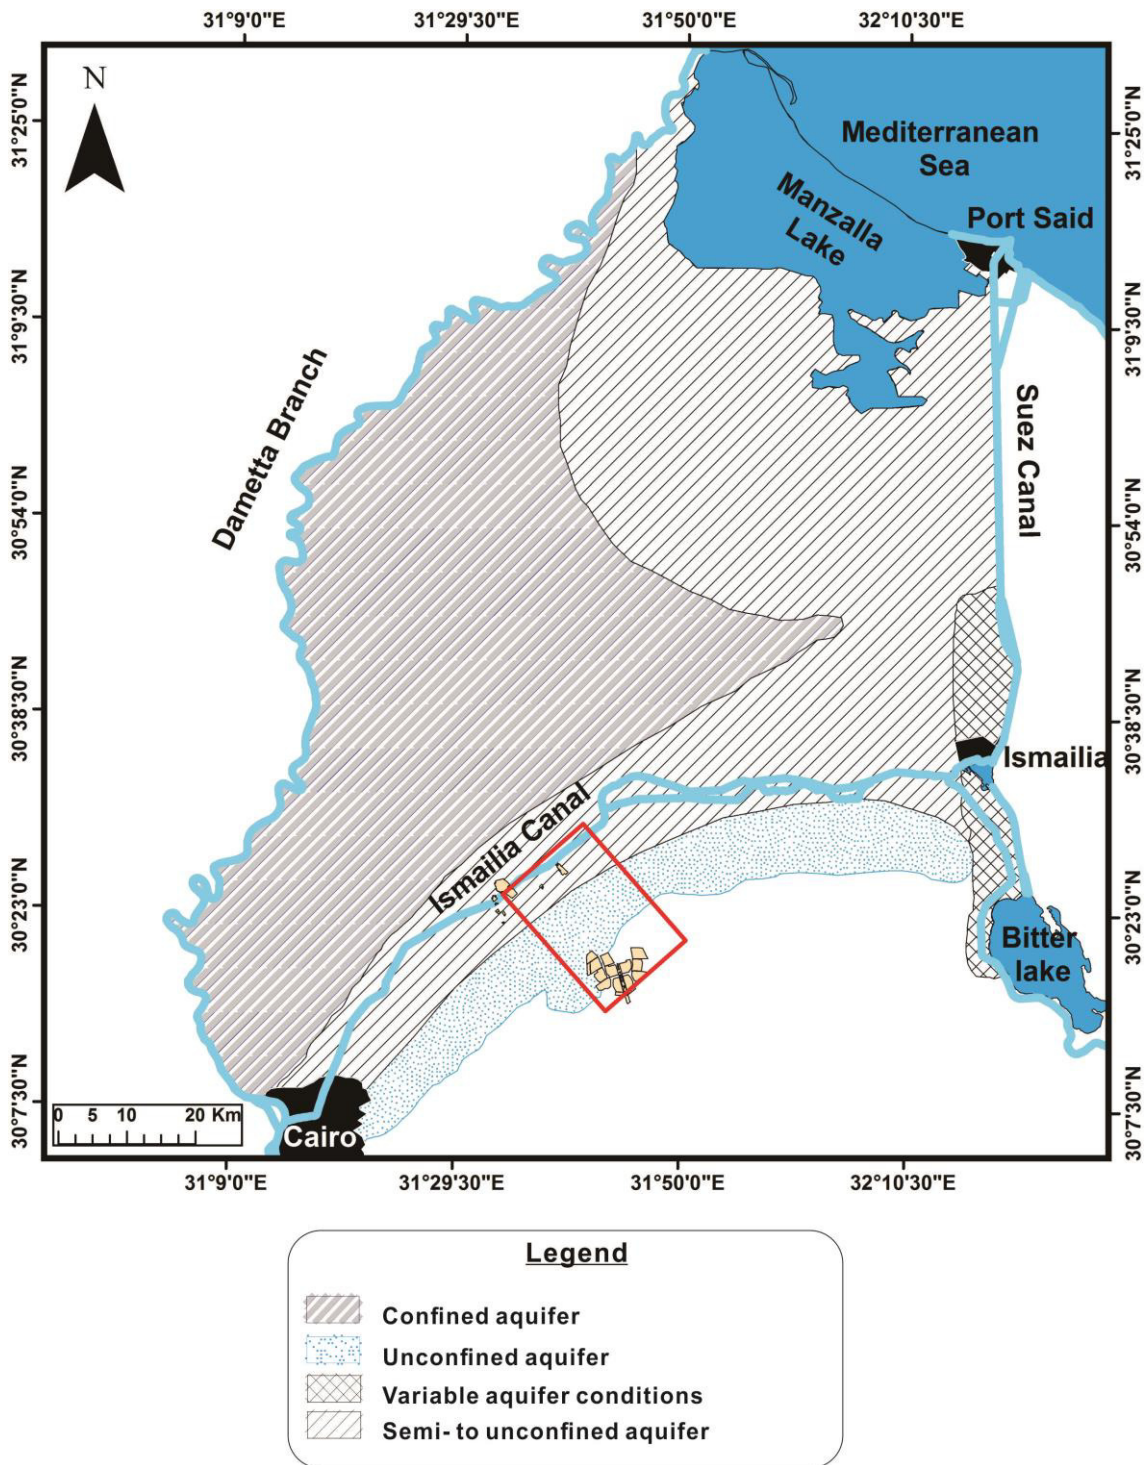 31°9'0"E
31°29'30"E
31°50'0"E
32°10'30"E
N
31°25'0"N
31°25'0"N
Mediterranean
Sea
Manzalla
Lake
Port Said
31°9'30"N
31°9'30"N
Dametta Branch
Suez Canal
30°54'0"N
30°54'0"N
30°38'30"N
30°38'30"N
Ismailia
Ismailia Canal
30°23'0"N
30°23'0"N
Bitter
lake
30°7'30"N
30°7'30"N
0 5 10 20 Km
Cairo
31°9'0"E
31°29'30"E
31°50'0"E
32°10'30"E
Legend
Confined aquifer
Unconfined aquifer
Variable aquifer conditions
Semi- to unconfined aquifer